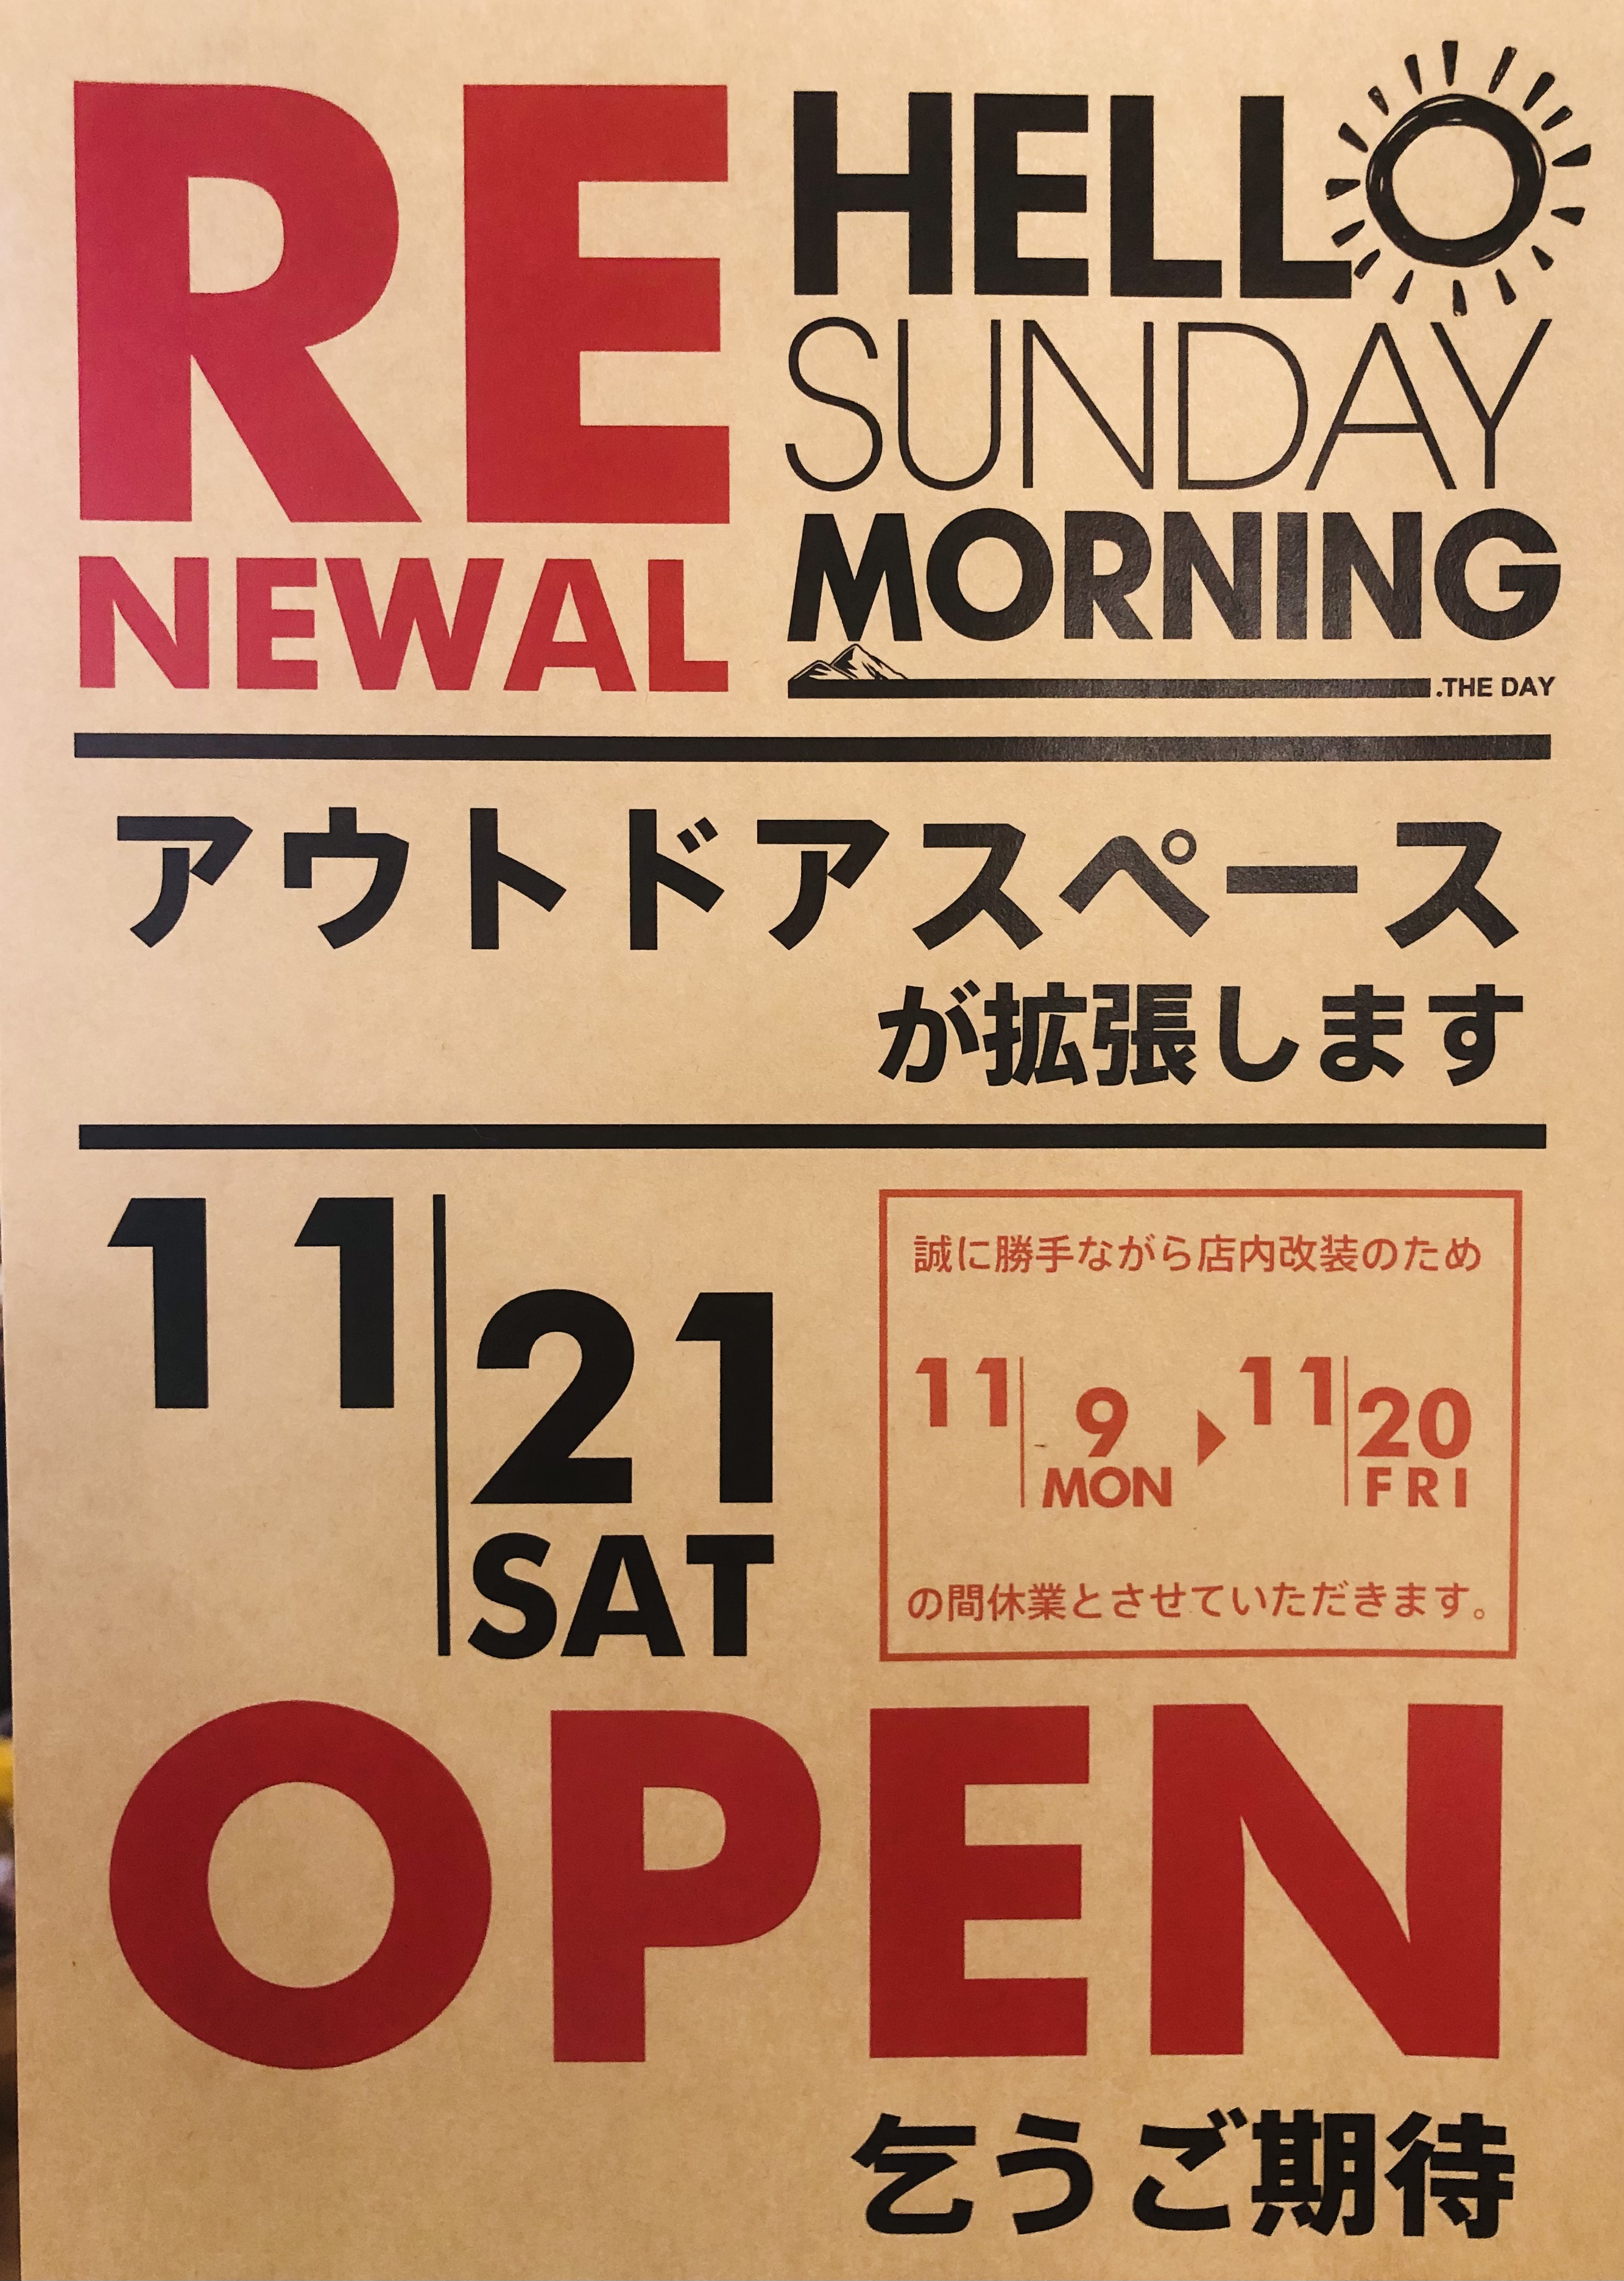 RE
NEWAL
HELLO
SUNDAY
MORNING
.THE DAY
アウトドアスペース
が拡張します
11
21
SAT
誠に勝手ながら店内改装のため
11 9 MON ▶ 11 20 FRI
の間休業とさせていただきます。
OPEN
乞うご期待